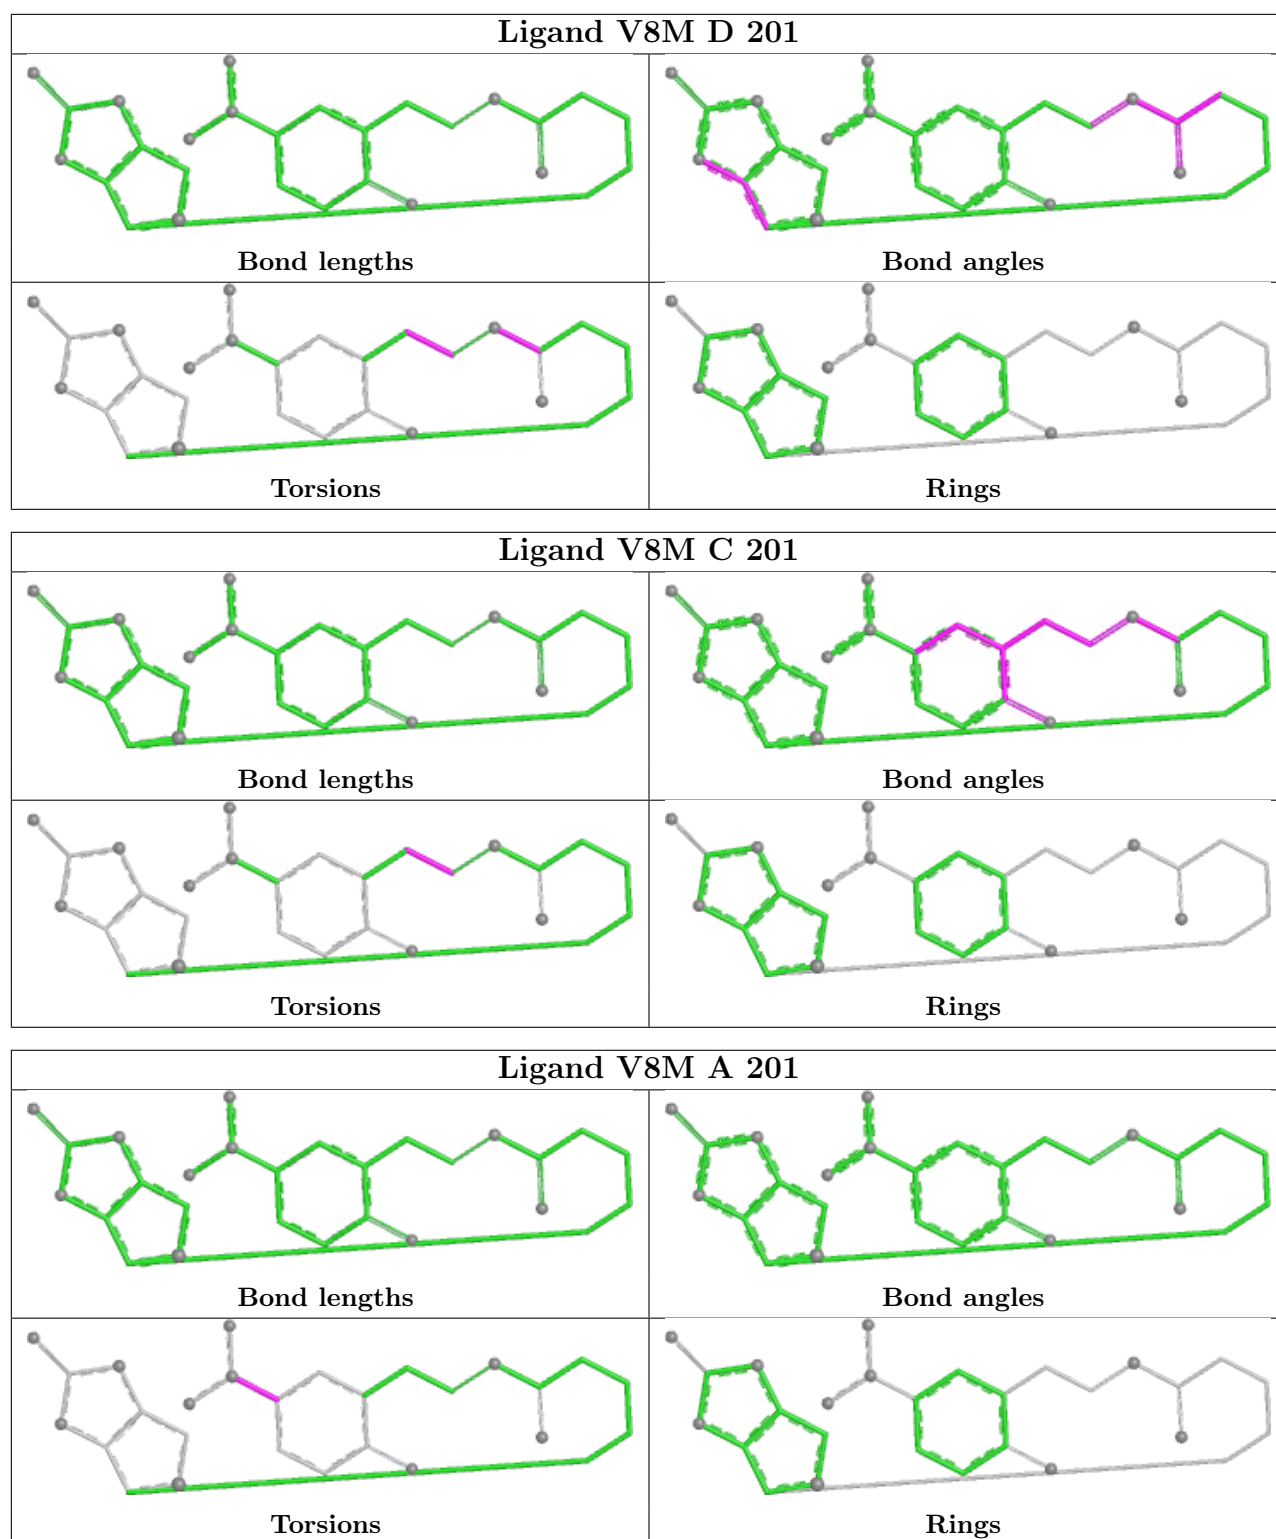 Ligand V8M D 201
Bond lengths
Bond angles
Torsions
Rings
Ligand V8M C 201
Bond lengths
Bond angles
Torsions
Rings
Ligand V8M A 201
Bond lengths
Bond angles
Torsions
Rings